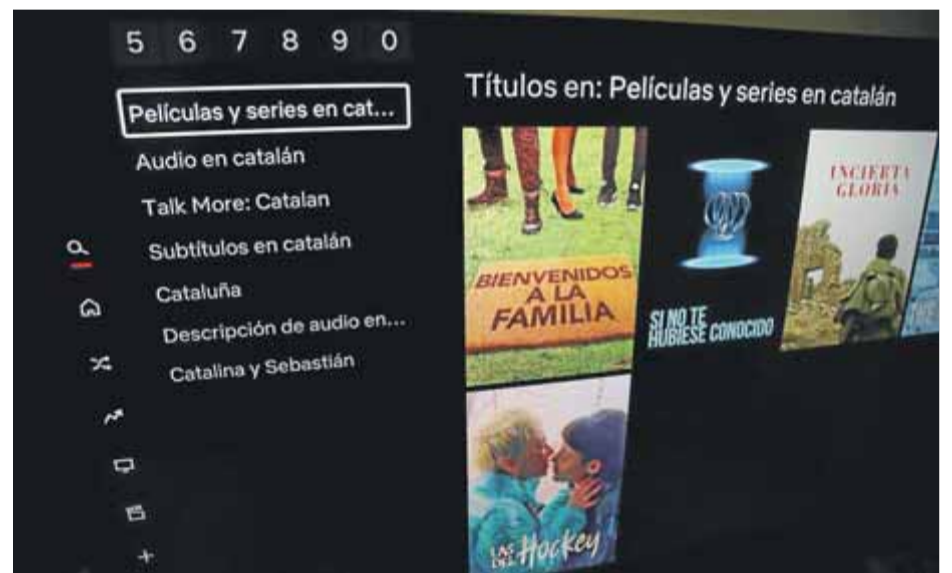 5 6 7 8 9 0
Películas y series en cat...
Audio en catalán
Talk More: Catalan
Subtítulos en catalán
Cataluña
Descripción de audio en...
Catalina y Sebastián
Títulos en: Películas y series en catalán
BIENVENIDOS
A LA
FAMILIA
SI NO TE
HUBIESE CONOCIDO
INCIERTA
GLORIA
LAS
DEL Hockey